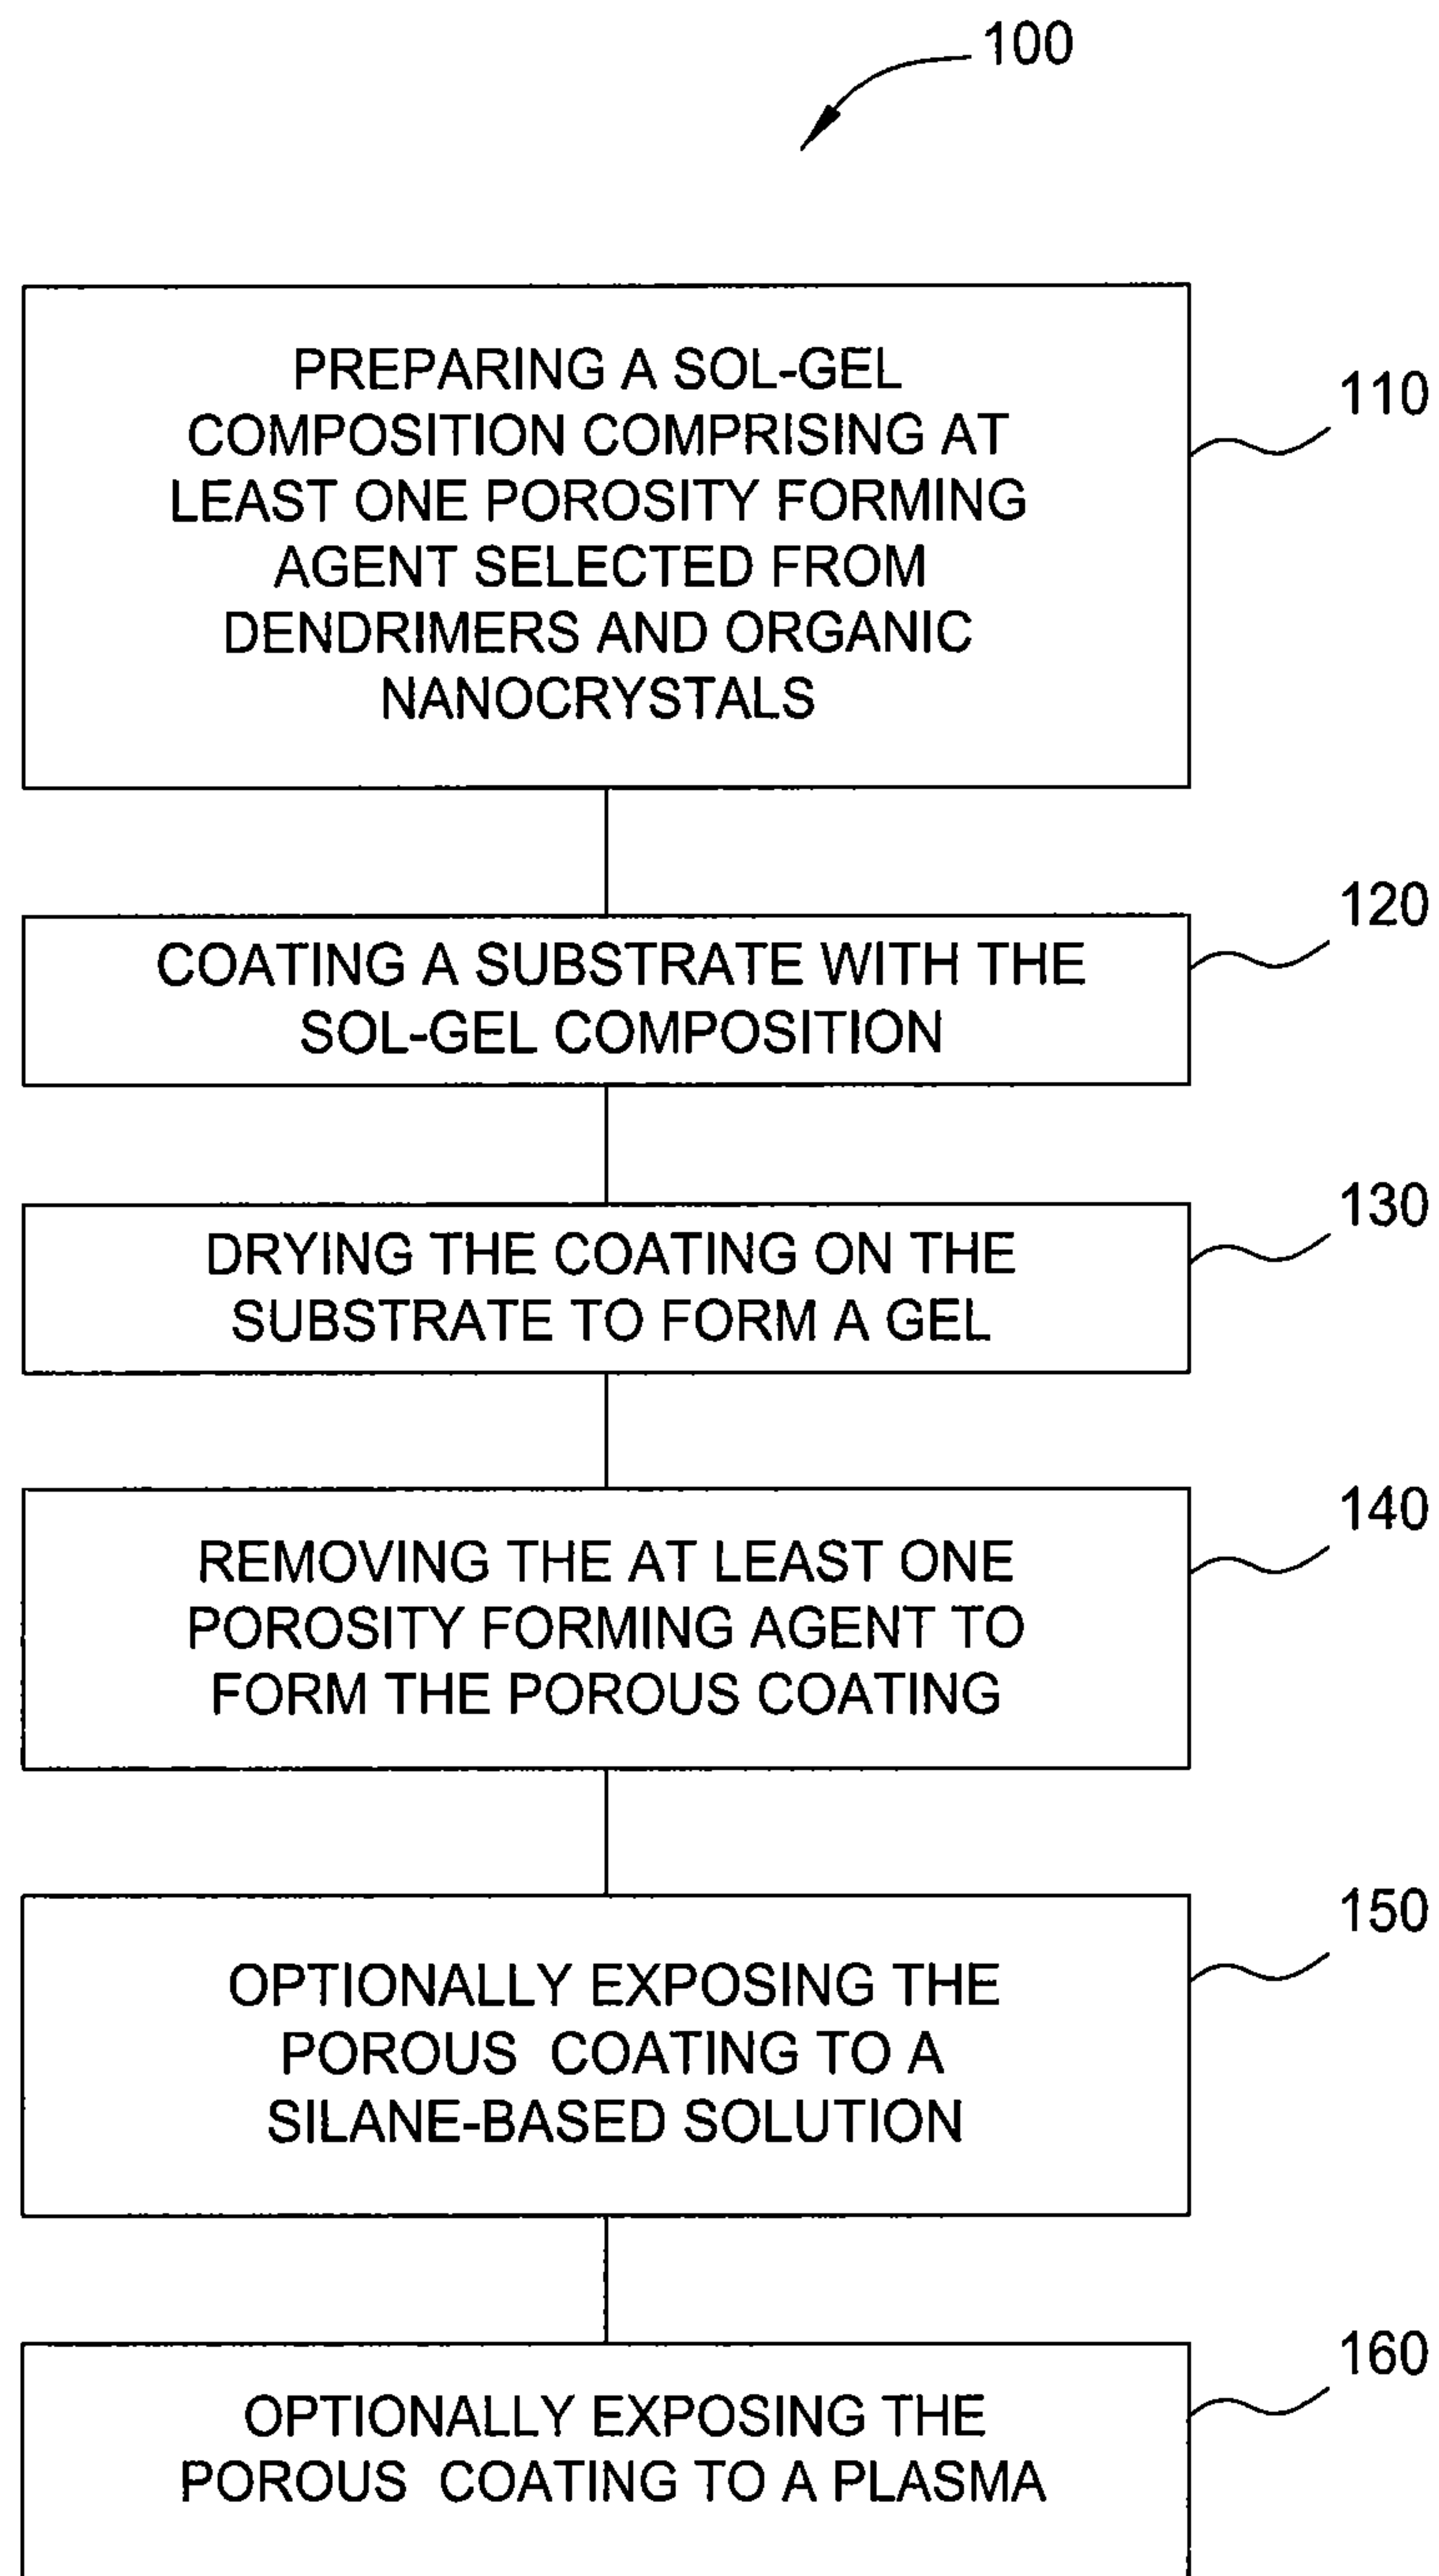 100
PREPARING A SOL-GEL
COMPOSITION COMPRISING AT
LEAST ONE POROSITY FORMING
AGENT SELECTED FROM
DENDRIMERS AND ORGANIC
NANOCRYSTALS
110
COATING A SUBSTRATE WITH THE
SOL-GEL COMPOSITION
120
DRYING THE COATING ON THE
SUBSTRATE TO FORM A GEL
130
REMOVING THE AT LEAST ONE
POROSITY FORMING AGENT TO
FORM THE POROUS COATING
140
OPTIONALLY EXPOSING THE
POROUS COATING TO A
SILANE-BASED SOLUTION
150
OPTIONALLY EXPOSING THE
POROUS COATING TO A PLASMA
160